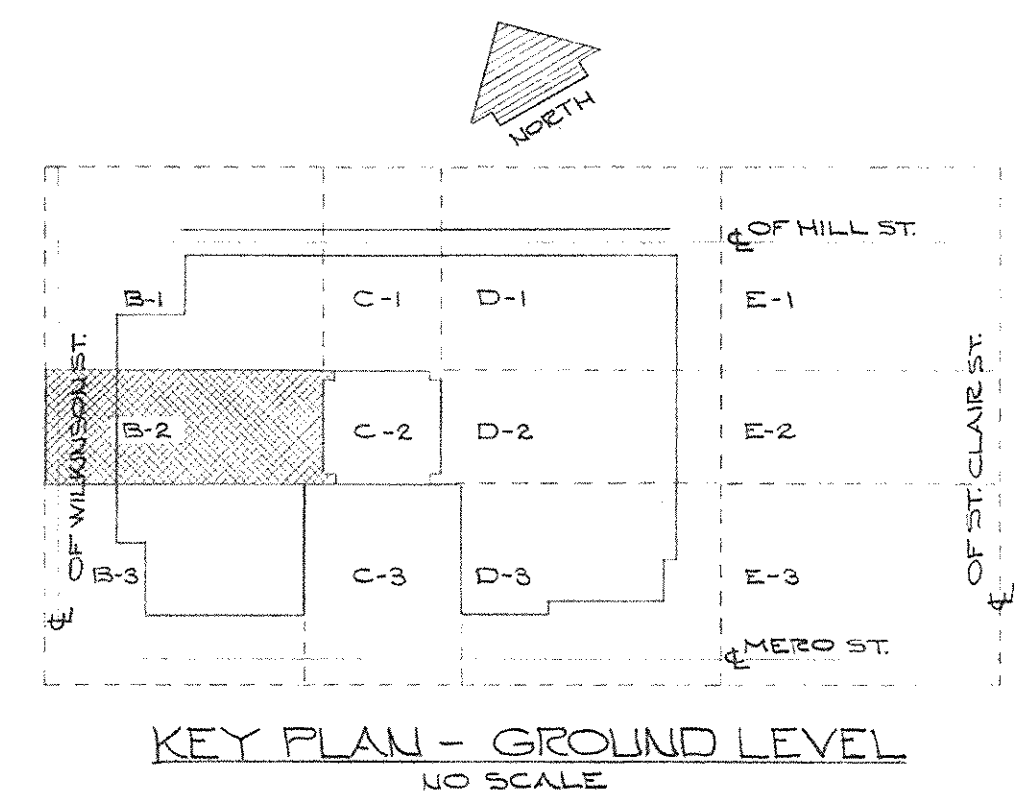 NORTH
℄ OF HILL ST.
B-1
C-1
D-1
E-1
℄ OF WILKINSON ST.
B-2
C-2
D-2
E-2
℄ OF ST. CLAIR ST.
B-3
C-3
D-3
E-3
℄ MERO ST.
KEY PLAN - GROUND LEVEL
NO SCALE